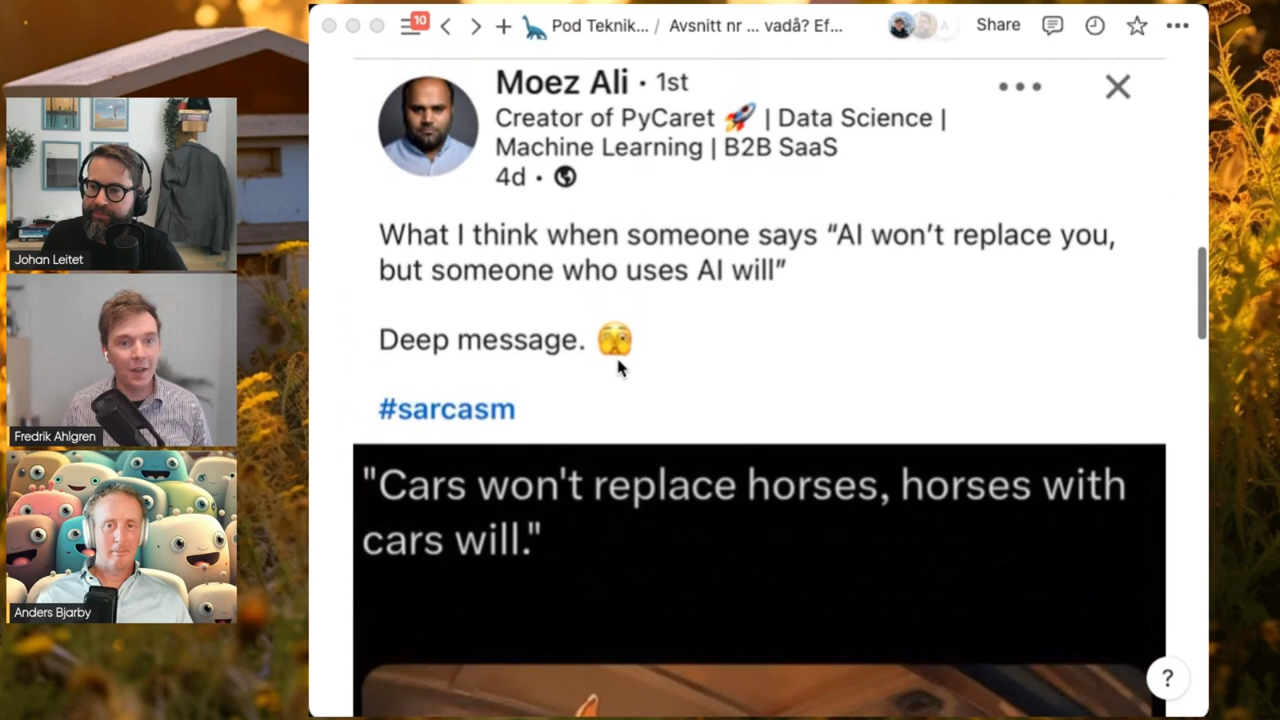 10
Pod Teknik... / Avsnitt nr ... vadå? Ef...
A
Share
Moez Ali · 1st
Creator of PyCaret 🚀 | Data Science |
Machine Learning | B2B SaaS
4d ·
What I think when someone says “AI won’t replace you,
but someone who uses AI will”
Deep message. 🫣
#sarcasm
"Cars won't replace horses, horses with
cars will."
?
Johan Leitet
Fredrik Ahlgren
Anders Bjarby